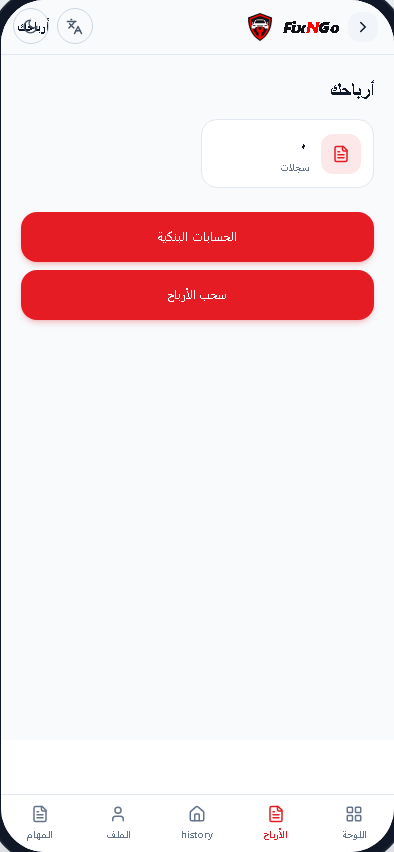 FixNGo
أرباحك
أرباحك
٠
سجلات
الحسابات البنكية
سحب الأرباح
اللوحة
الأرباح
history
الملف
المهام